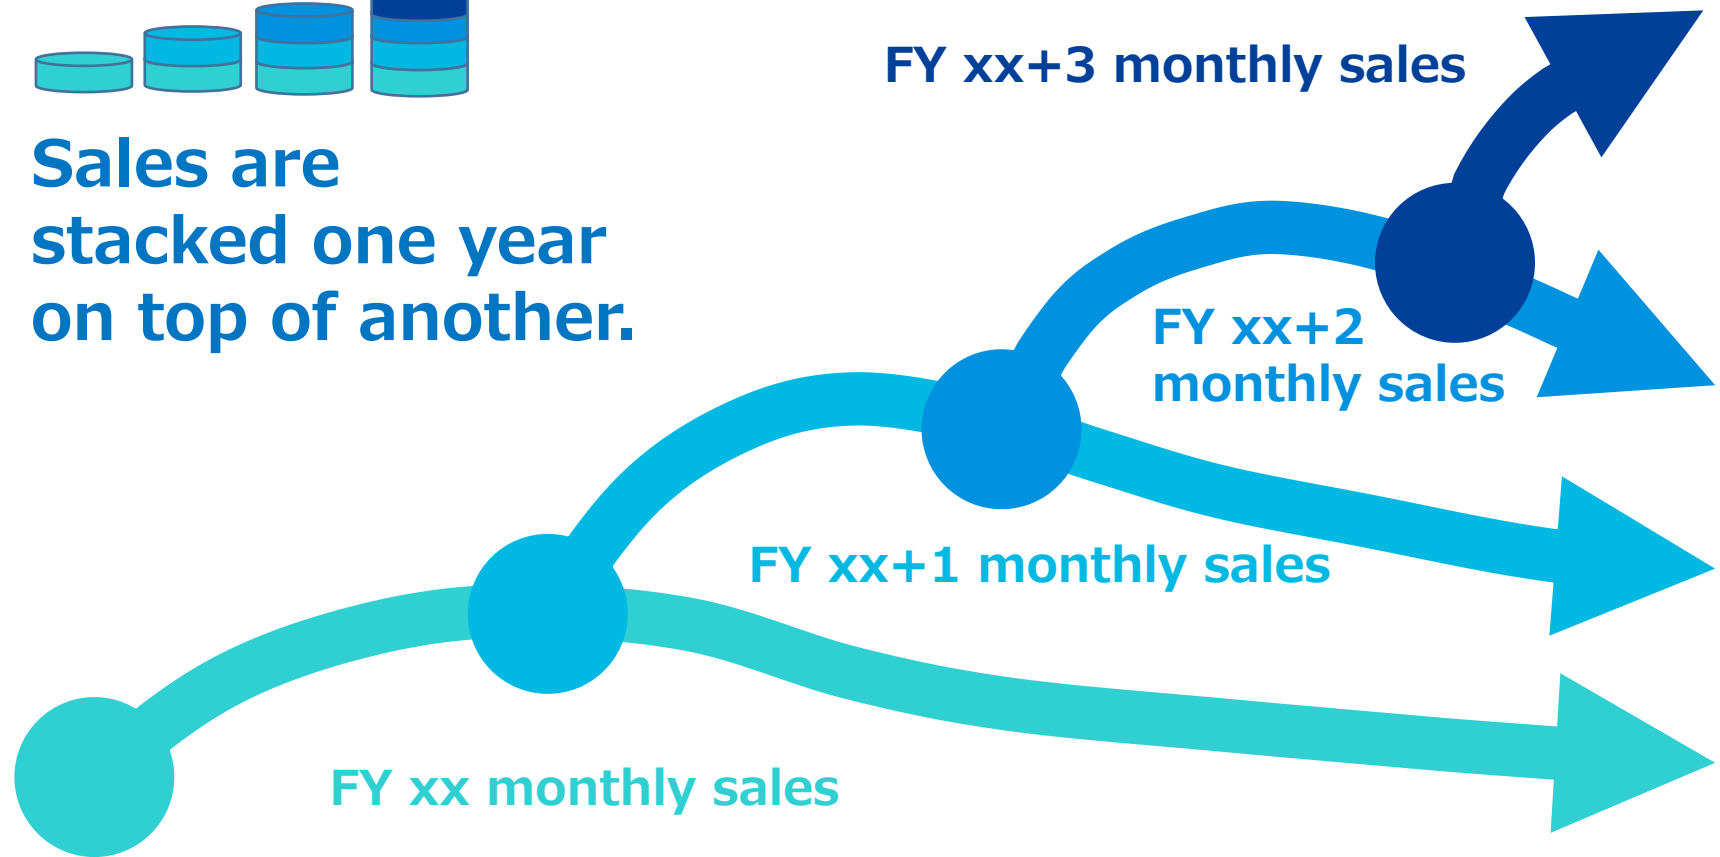 Sales are
stacked one year
on top of another.
FY xx+3 monthly sales
FY xx+2
monthly sales
FY xx+1 monthly sales
FY xx monthly sales